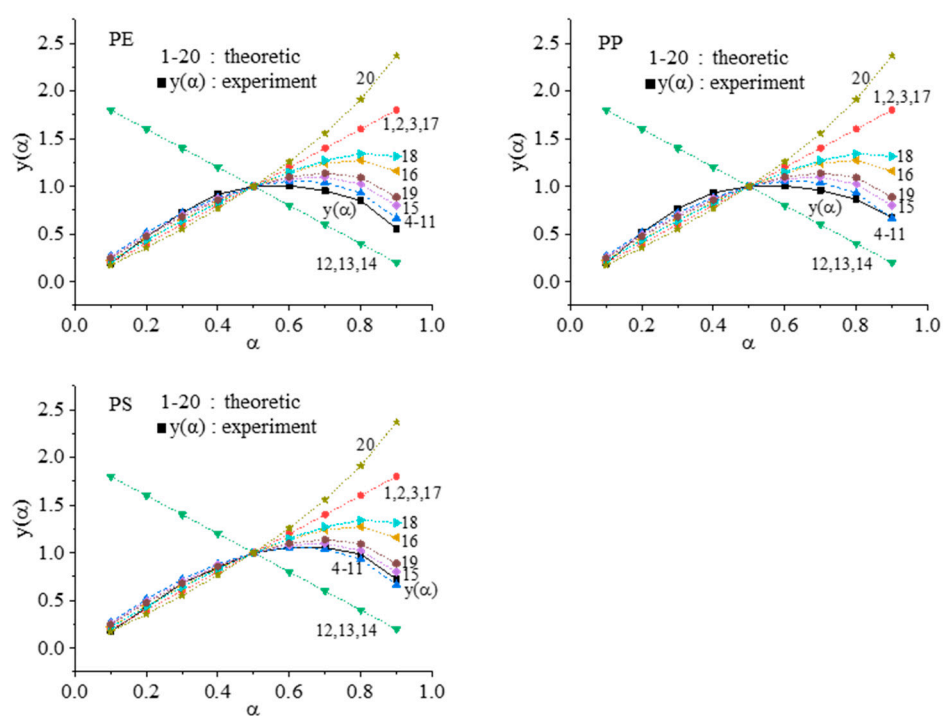 PE
1-20 : theoretic
y(α) : experiment
20
1,2,3,17
18
16
19
15
4-11
y(α)
12,13,14
y(α)
2.5
2.0
1.5
1.0
0.5
0.0
0.0 0.2 0.4 0.6 0.8 1.0
α
PP
1-20 : theoretic
y(α) : experiment
20
1,2,3,17
18
16
19
15
y(α)
4-11
12,13,14
y(α)
2.5
2.0
1.5
1.0
0.5
0.0
0.0 0.2 0.4 0.6 0.8 1.0
α
PS
1-20 : theoretic
y(α) : experiment
20
1,2,3,17
18
16
19
4-11
15
y(α)
12,13,14
y(α)
2.5
2.0
1.5
1.0
0.5
0.0
0.0 0.2 0.4 0.6 0.8 1.0
α